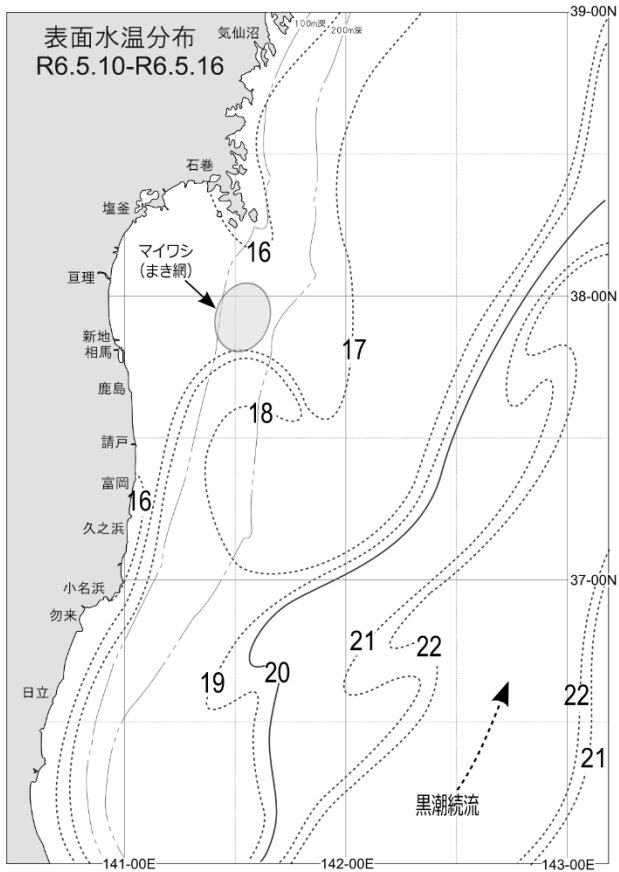 表面水温分布
R6.5.10-R6.5.16
気仙沼
100m深
200m深
39-00N
石巻
塩釜
16
マイワシ
(まき網)
亘理
38-00N
新地
相馬
17
鹿島
18
請戸
富岡
16
久之浜
37-00N
小名浜
勿来
21
22
19
20
日立
22
21
黒潮続流
141-00E
142-00E
143-00E